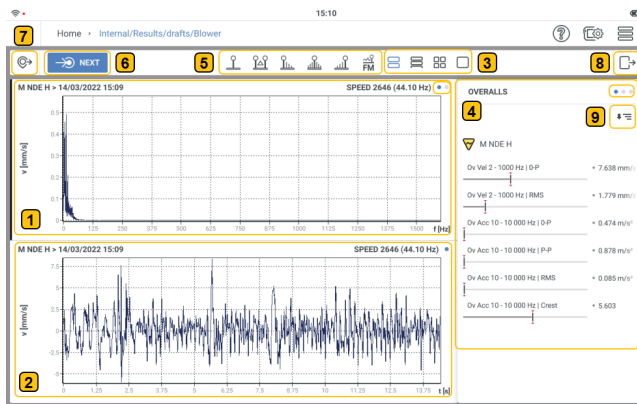 15:10
7
Home › Internal/Results/drafts/Blower
NEXT
6
5
FM
3
8
M NDE H > 14/03/2022 15:09
SPEED 2646 (44.10 Hz)
OVERALLS
4
9
M NDE H
Ov Vel 2 - 1000 Hz | 0-P
7.638 mm/s
Ov Vel 2 - 1000 Hz | RMS
1.779 mm/s
Ov Acc 10 - 10 000 Hz | 0-P
0.474 m/s²
Ov Acc 10 - 10 000 Hz | P-P
0.878 m/s²
Ov Acc 10 - 10 000 Hz | RMS
0.085 m/s²
Ov Acc 10 - 10 000 Hz | Crest
5.603
v [mm/s]
0.5
0.4
0.3
0.2
0.1
0
0 125 250 375 500 625 750 875 1000 1125 1250 1375 1500 f [Hz]
1
M NDE H > 14/03/2022 15:09
SPEED 2646 (44.10 Hz)
v [mm/s]
7.5
5
2.5
0
-2.5
-5
0 1.25 2.5 3.75 5 6.25 7.5 8.75 10 11.25 12.5 13.75 t [s]
2